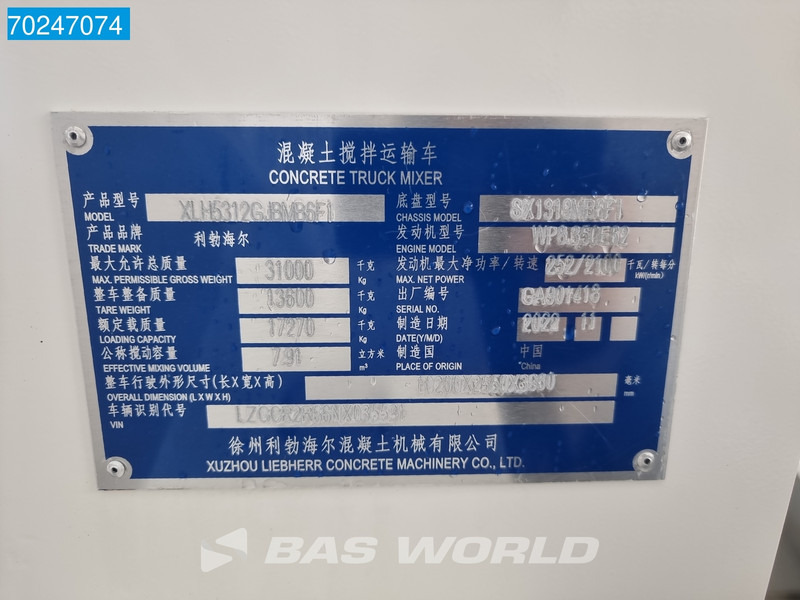 70247074
混凝土搅拌运输车
CONCRETE TRUCK MIXER
产品型号 XLH5312GJBMB6F1
MODEL
产品品牌 利勃海尔
TRADE MARK
最大允许总质量 31000 千克
MAX. PERMISSIBLE GROSS WEIGHT Kg
整车整备质量 13600 千克
TARE WEIGHT Kg
额定载质量 17270 千克
LOADING CAPACITY Kg
公称搅动容量 7.91 立方米
EFFECTIVE MIXING VOLUME m³
底盘型号
CHASSIS MODEL
发动机型号
ENGINE MODEL
发动机最大净功率/转速 252/2100 千瓦/转每分
MAX. NET POWER kW/(r/min)
出厂编号
SERIAL NO.
制造日期 2022 11
DATE(Y/M/D)
制造国 中国
PLACE OF ORIGIN China
整车行驶外形尺寸(长X宽X高) 毫米
OVERALL DIMENSION (L X W X H) mm
车辆识别代号
VIN
徐州利勃海尔混凝土机械有限公司
XUZHOU LIEBHERR CONCRETE MACHINERY CO., LTD.
BAS WORLD